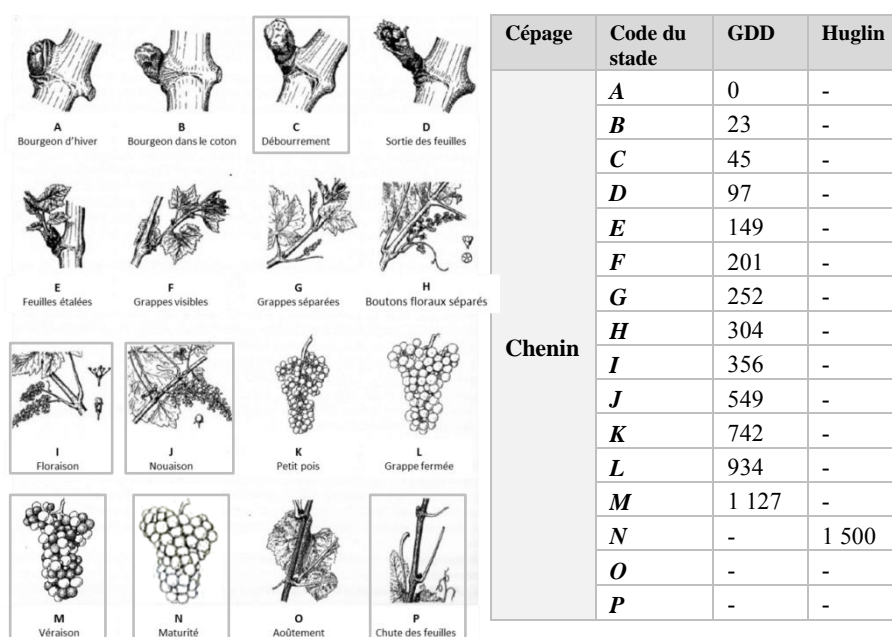 A
Bourgeon d'hiver
B
Bourgeon dans le coton
C
Débourrement
D
Sortie des feuilles
E
Feuilles étalées
F
Grappes visibles
G
Grappes séparées
H
Boutons floraux séparés
I
Floraison
J
Nouaison
K
Petit pois
L
Grappe fermée
M
Véraison
N
Maturité
O
Aoûtement
P
Chute des feuilles
Cépage Code du stade GDD Huglin
Chenin
A 0 -
B 23 -
C 45 -
D 97 -
E 149 -
F 201 -
G 252 -
H 304 -
I 356 -
J 549 -
K 742 -
L 934 -
M 1 127 -
N - 1 500
O - -
P - -